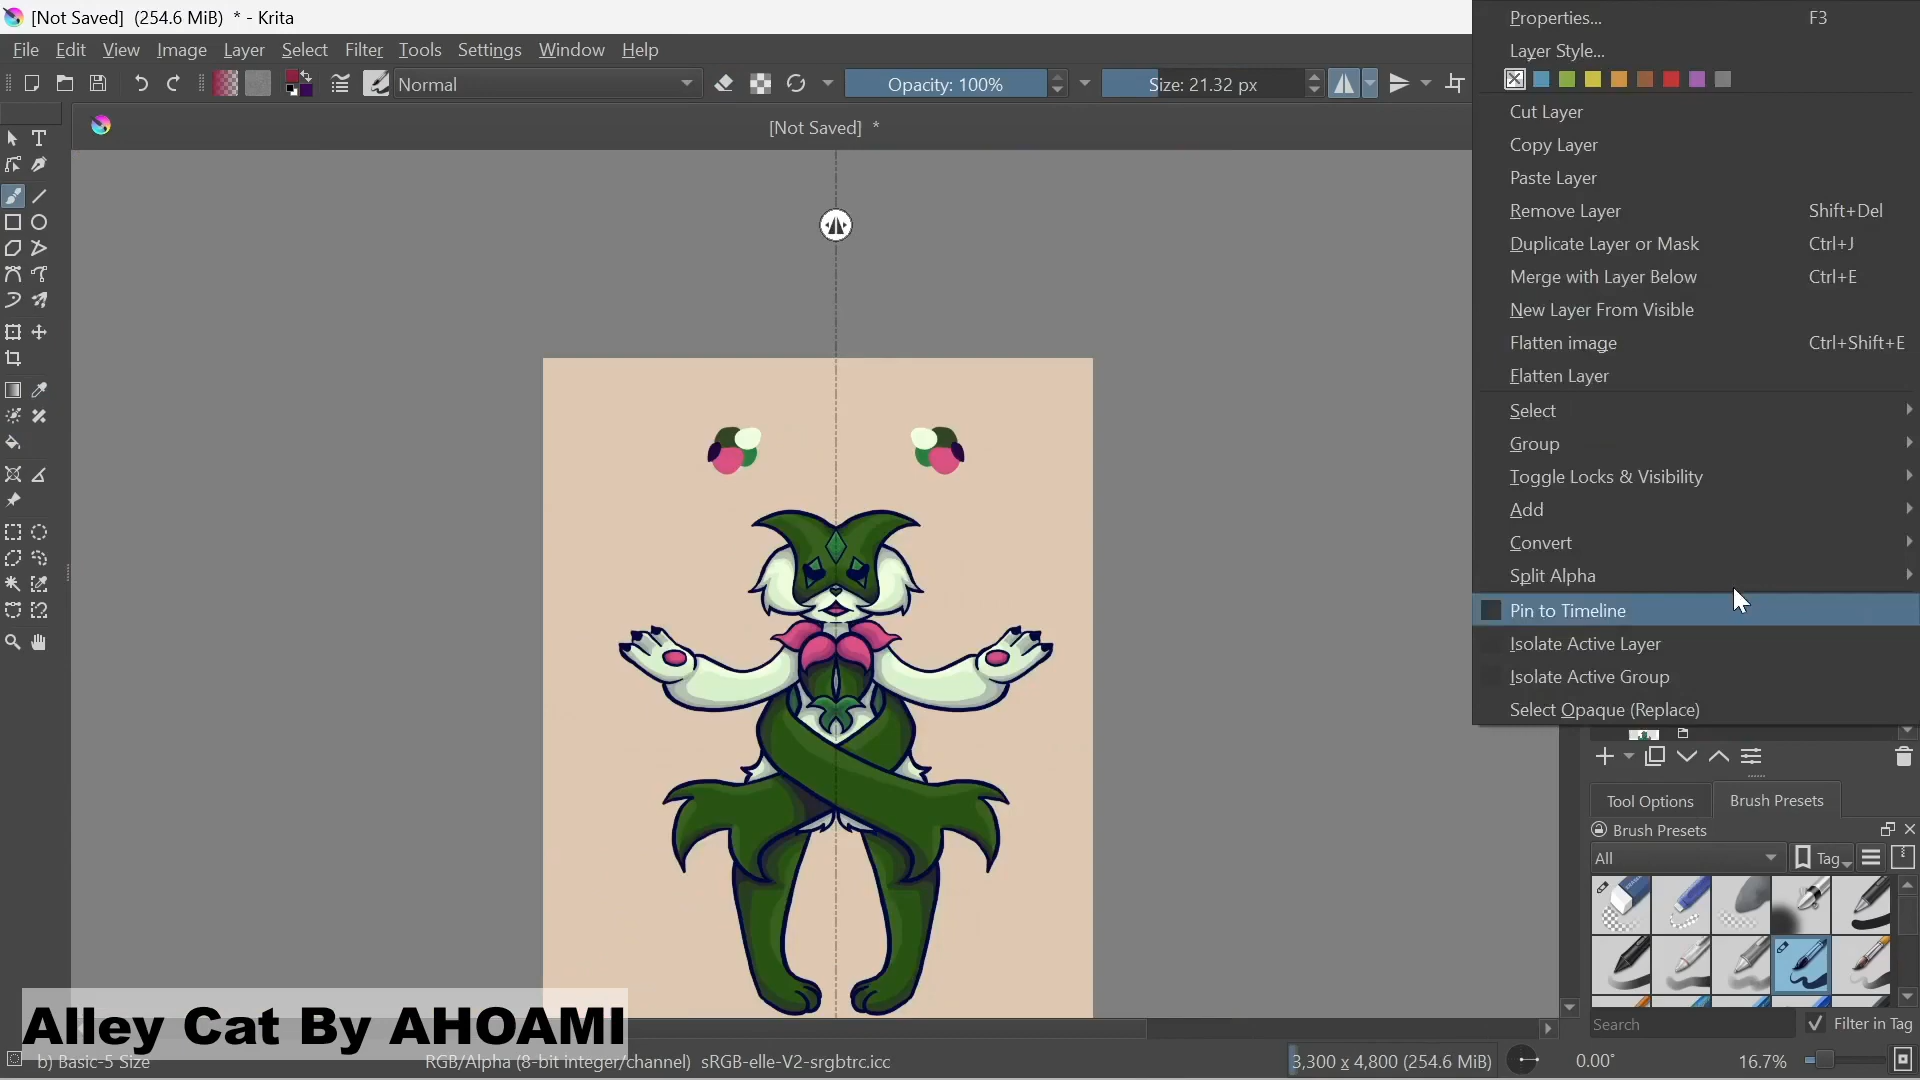 [Not Saved]  (254.6 MiB)  * - Krita
File Edit View Image Layer Select Filter Tools Settings Window Help
Normal Opacity: 100% Size: 21.32 px
[Not Saved]  *
Properties... F3
Layer Style...
Cut Layer
Copy Layer
Paste Layer
Remove Layer Shift+Del
Duplicate Layer or Mask Ctrl+J
Merge with Layer Below Ctrl+E
New Layer From Visible
Flatten image Ctrl+Shift+E
Flatten Layer
Select
Group
Toggle Locks & Visibility
Add
Convert
Split Alpha
Pin to Timeline
Isolate Active Layer
Isolate Active Group
Select Opaque (Replace)
Tool Options Brush Presets
Brush Presets
All Tag
Search Filter in Tag
Alley Cat By AHOAMI
b) Basic-5 Size RGB/Alpha (8-bit integer/channel)  sRGB-elle-V2-srgbtrc.icc 3,300 x 4,800 (254.6 MiB) 0.00° 16.7%